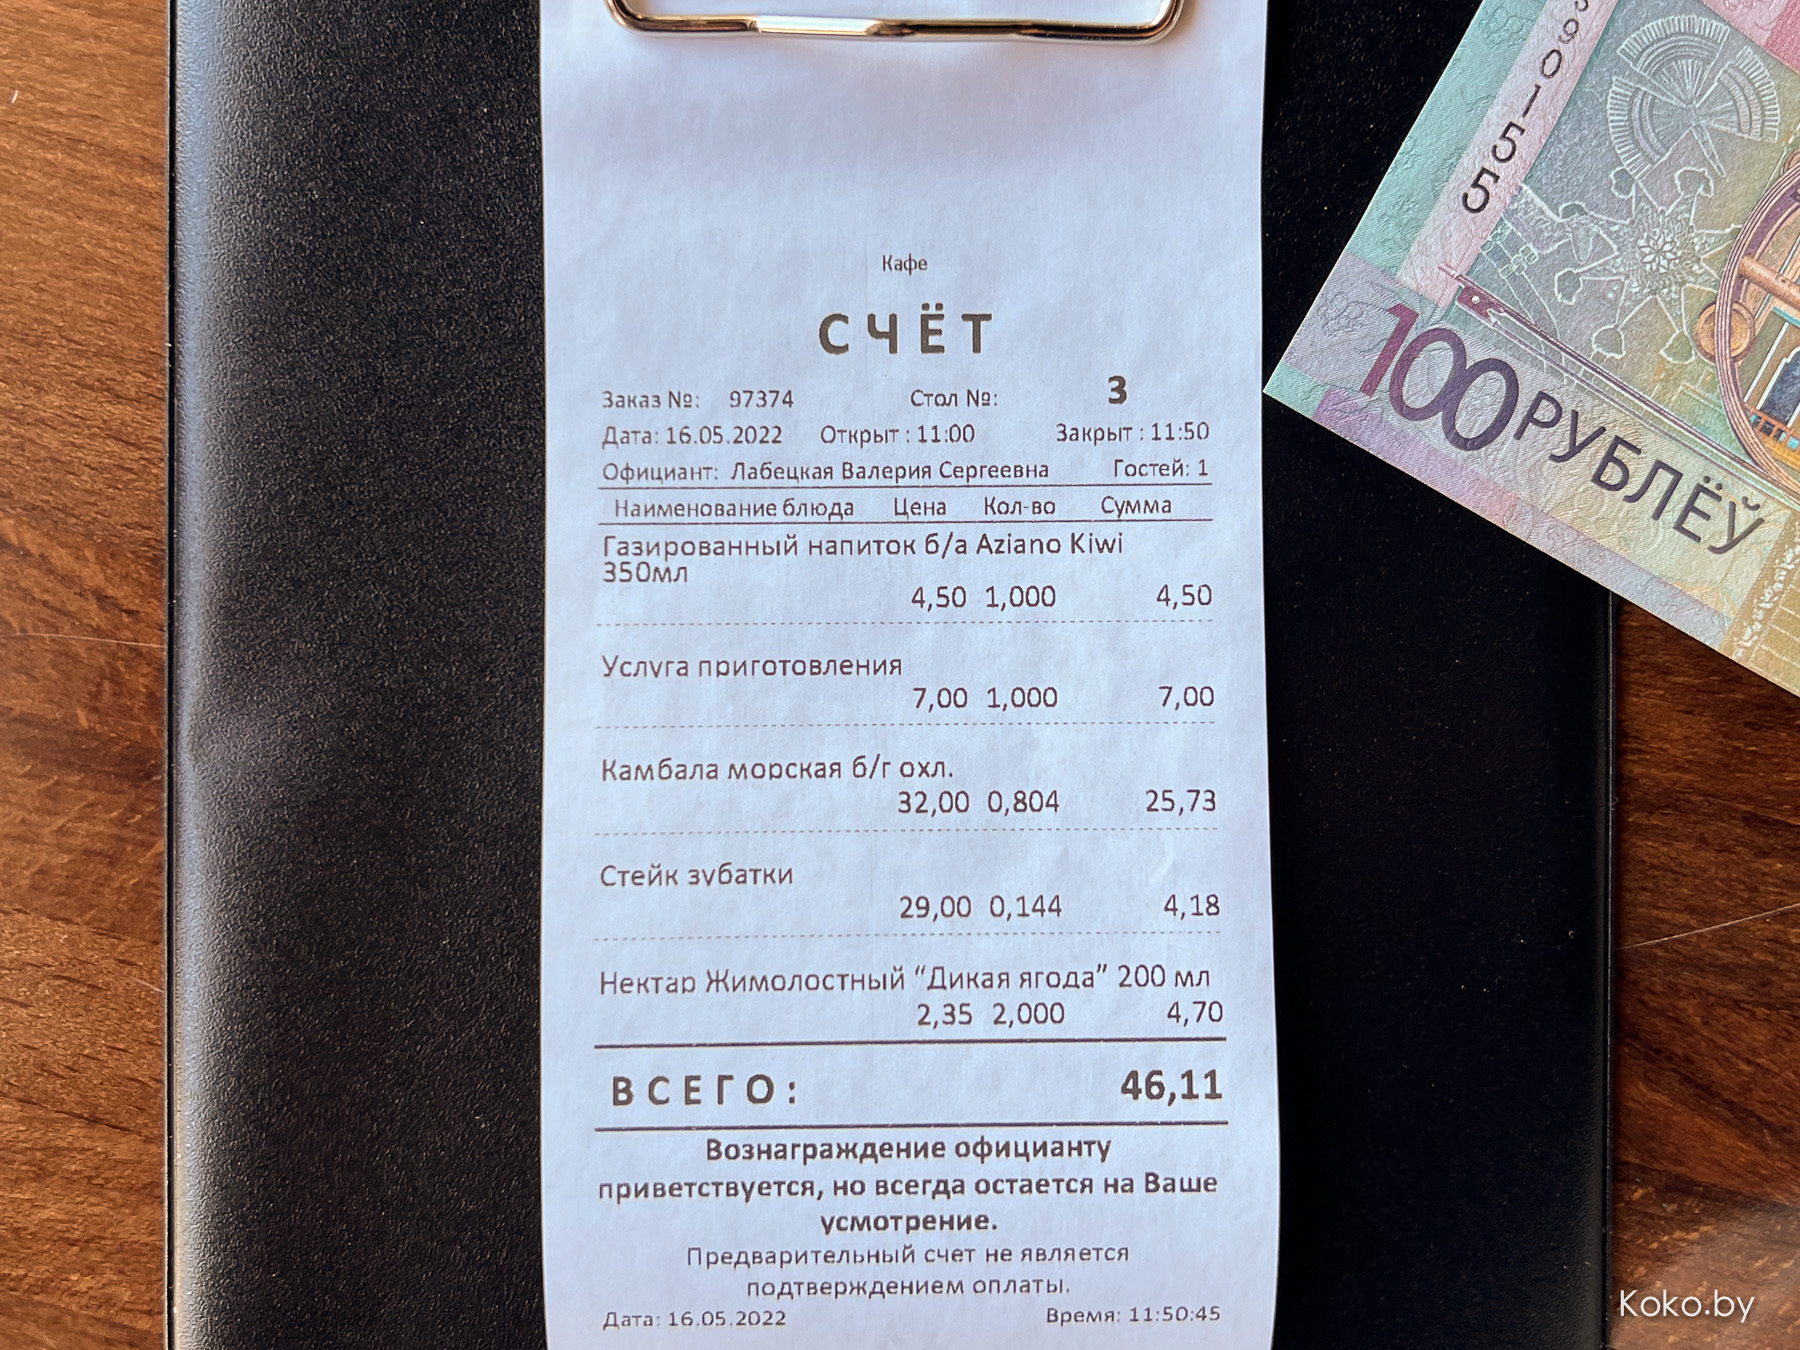 Кафе
СЧЁТ
Заказ №: 97374 Стол №: 3
Дата: 16.05.2022 Открыт : 11:00 Закрыт : 11:50
Официант: Лабецкая Валерия Сергеевна Гостей: 1
Наименование блюда Цена Кол-во Сумма
Газированный напиток б/а Aziano Kiwi
350мл
4,50 1,000 4,50
Услуга приготовления
7,00 1,000 7,00
Камбала морская б/г охл.
32,00 0,804 25,73
Стейк зубатки
29,00 0,144 4,18
Нектар Жимолостный “Дикая ягода” 200 мл
2,35 2,000 4,70
ВСЕГО: 46,11
Вознаграждение официанту
приветствуется, но всегда остается на Ваше
усмотрение.
Предварительный счет не является
подтверждением оплаты.
Дата: 16.05.2022 Время: 11:50:45
100 РУБЛЁЎ
Koko.by